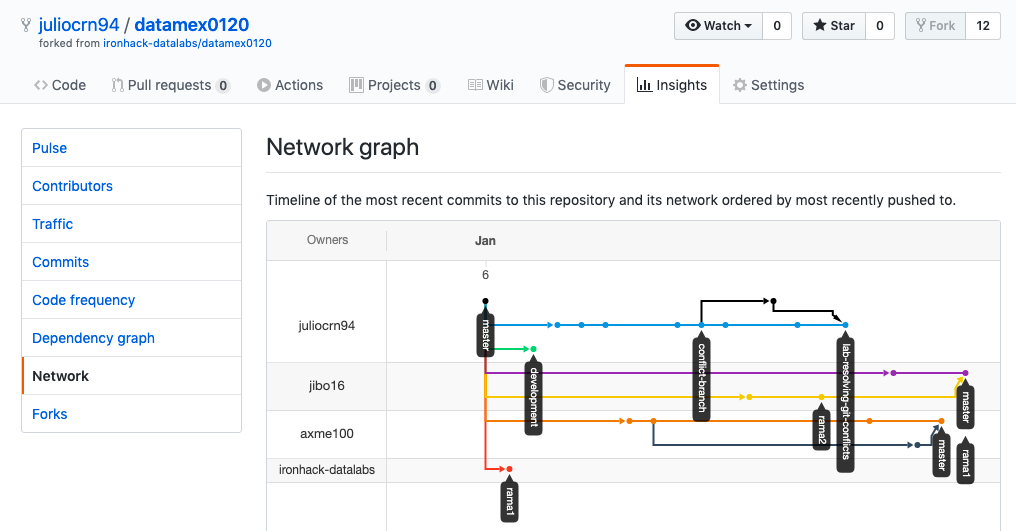 juliocrn94 / datamex0120
forked from ironhack-datalabs/datamex0120
Watch 0 Star 0 Fork 12
Code Pull requests 0 Actions Projects 0 Wiki Security Insights Settings
Pulse
Contributors
Traffic
Commits
Code frequency
Dependency graph
Network
Forks
Network graph
Timeline of the most recent commits to this repository and its network ordered by most recently pushed to.
Owners Jan
6
juliocrn94
master
development
conflict-branch
lab-resolving-git-conflicts
jibo16
rama2
master
axme100
master
rama1
ironhack-datalabs
rama1